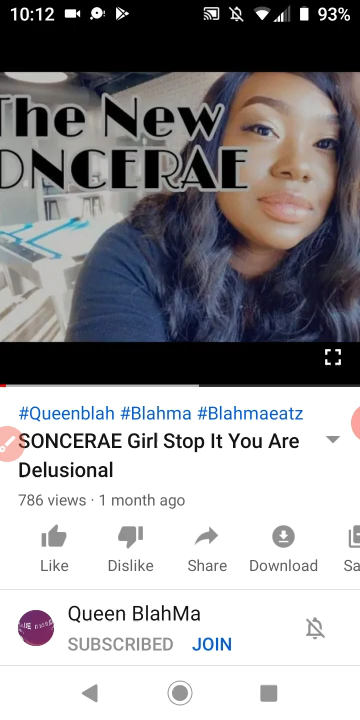 10:12
93%
The New
ONCERAE
#Queenblah #Blahma #Blahmaeatz
SONCERAE Girl Stop It You Are
Delusional
786 views · 1 month ago
Like Dislike Share Download Sa
Queen BlahMa
SUBSCRIBED JOIN